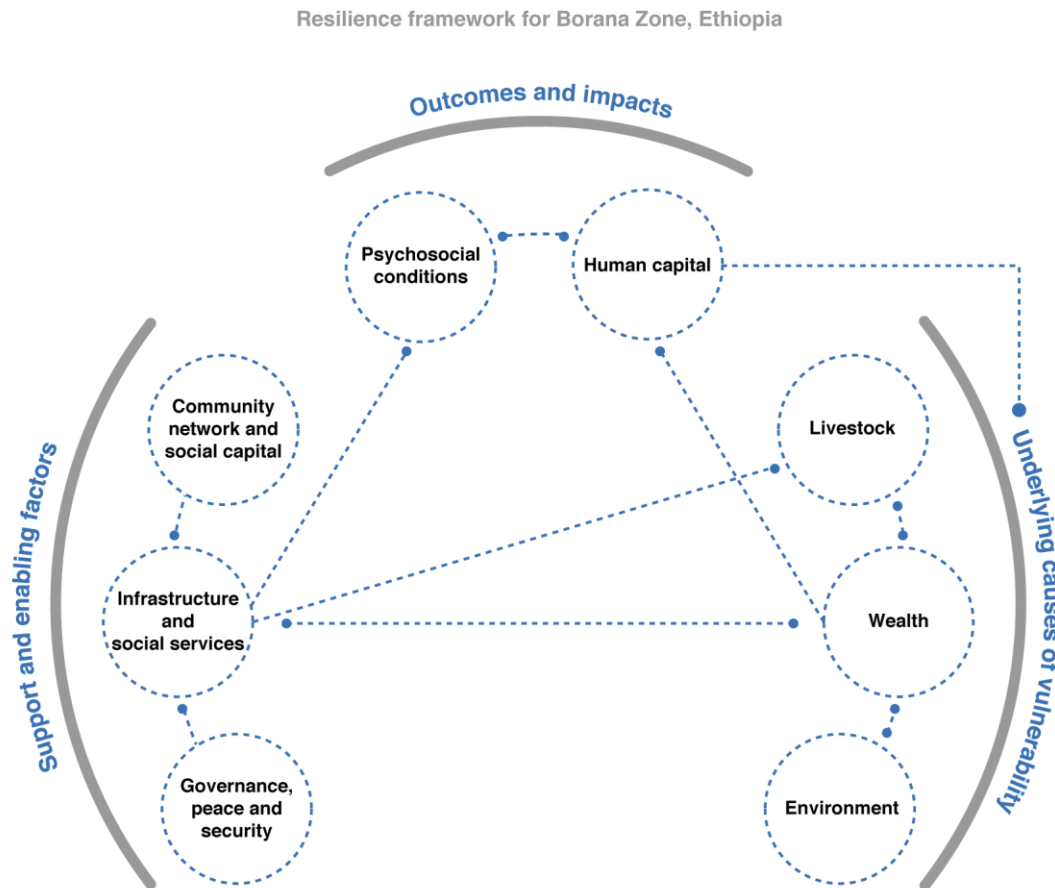 Resilience framework for Borana Zone, Ethiopia
Outcomes and impacts
Psychosocial
conditions
Human capital
Community
network and
social capital
Livestock
Support and enabling factors
Underlying causes of vulnerability
Infrastructure
and
social services
Wealth
Governance,
peace and
security
Environment